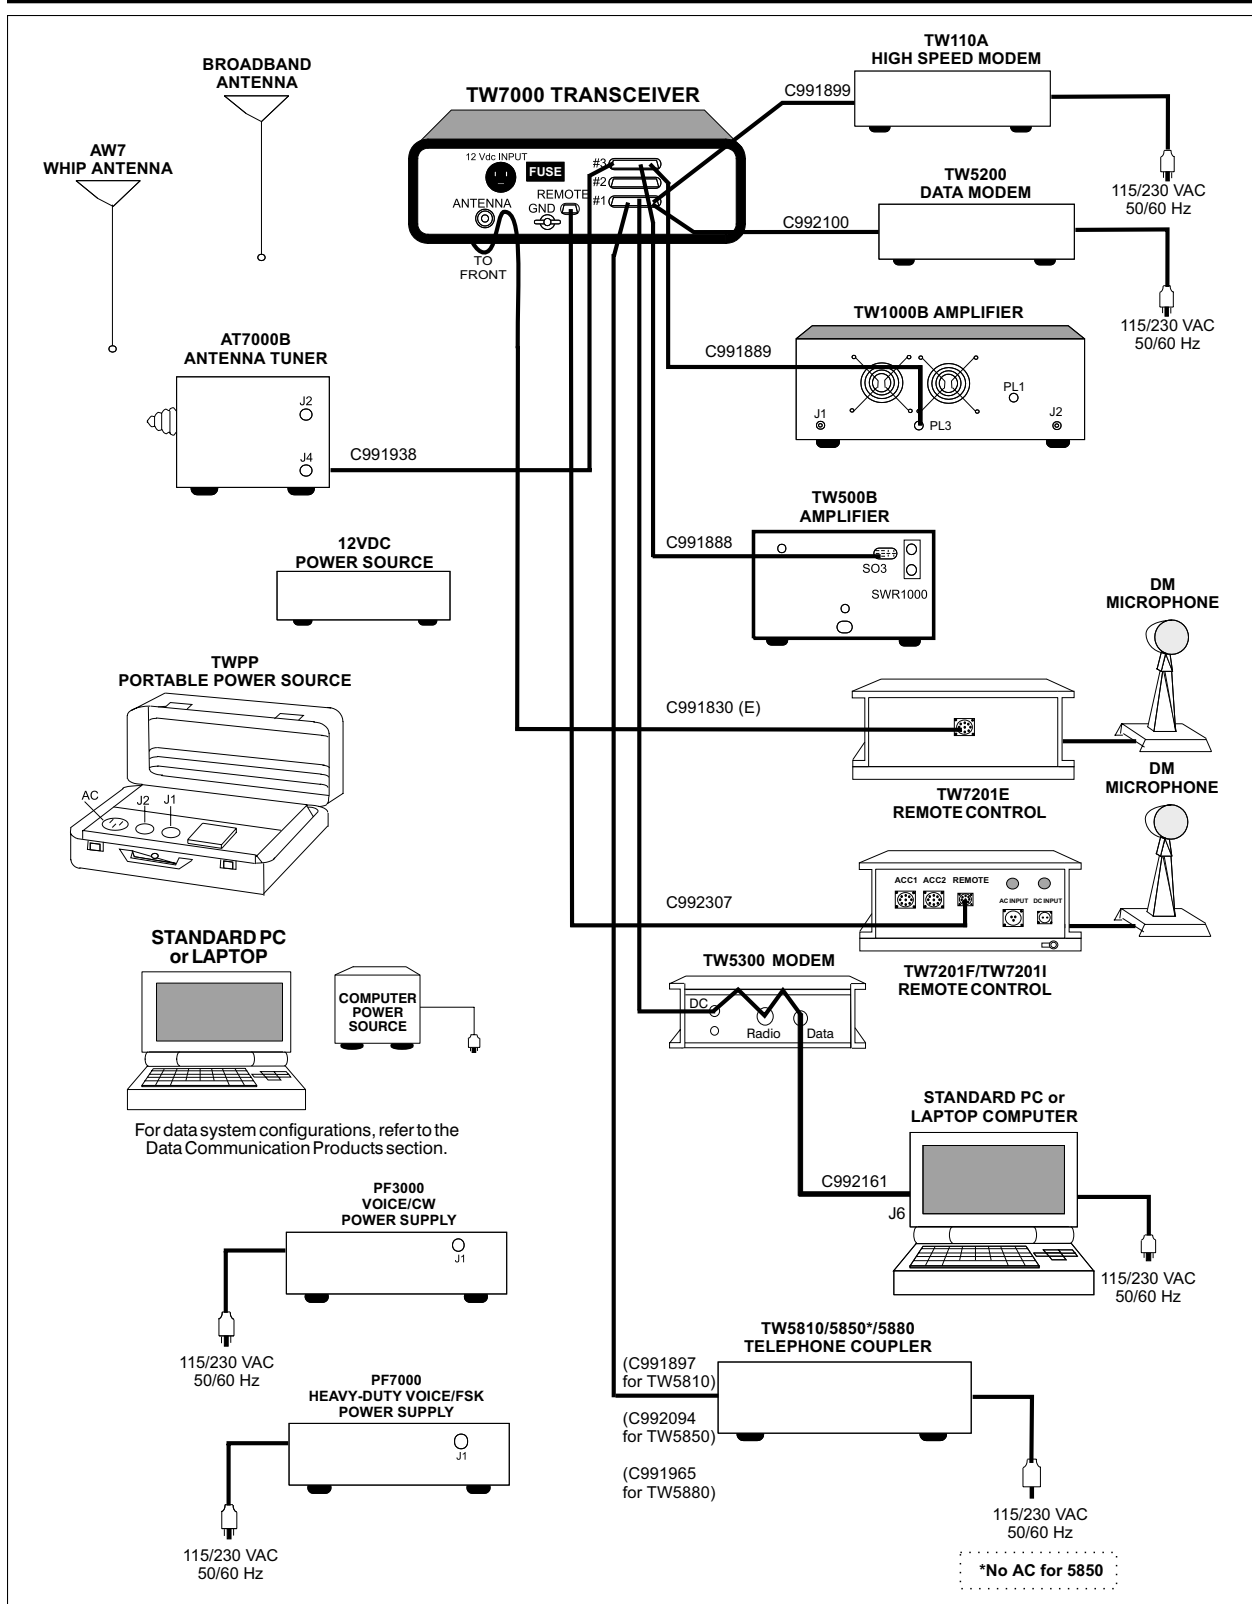 BROADBAND
ANTENNA
AW7
WHIP ANTENNA
TW7000 TRANSCEIVER
12 Vdc INPUT
FUSE
ANTENNA
REMOTE
GND
#3
#2
#1
TO
FRONT
TW110A
HIGH SPEED MODEM
C991899
115/230 VAC
50/60 Hz
TW5200
DATA MODEM
C992100
115/230 VAC
50/60 Hz
AT7000B
ANTENNA TUNER
J2
J4
C991938
TW1000B AMPLIFIER
C991889
J1
PL3
PL1
J2
12VDC
POWER SOURCE
TW500B
AMPLIFIER
C991888
SO3
SWR1000
TWPP
PORTABLE POWER SOURCE
AC
J2
J1
C991830 (E)
DM
MICROPHONE
TW7201E
REMOTE CONTROL
DM
MICROPHONE
C992307
ACC1 ACC2 REMOTE
AC INPUT DC INPUT
TW7201F/TW7201I
REMOTE CONTROL
STANDARD PC
or LAPTOP
COMPUTER
POWER
SOURCE
For data system configurations, refer to the
Data Communication Products section.
TW5300 MODEM
DC
Radio
Data
STANDARD PC or
LAPTOP COMPUTER
C992161
J6
115/230 VAC
50/60 Hz
PF3000
VOICE/CW
POWER SUPPLY
J1
115/230 VAC
50/60 Hz
PF7000
HEAVY-DUTY VOICE/FSK
POWER SUPPLY
J1
115/230 VAC
50/60 Hz
TW5810/5850*/5880
TELEPHONE COUPLER
(C991897
for TW5810)
(C992094
for TW5850)
(C991965
for TW5880)
115/230 VAC
50/60 Hz
*No AC for 5850